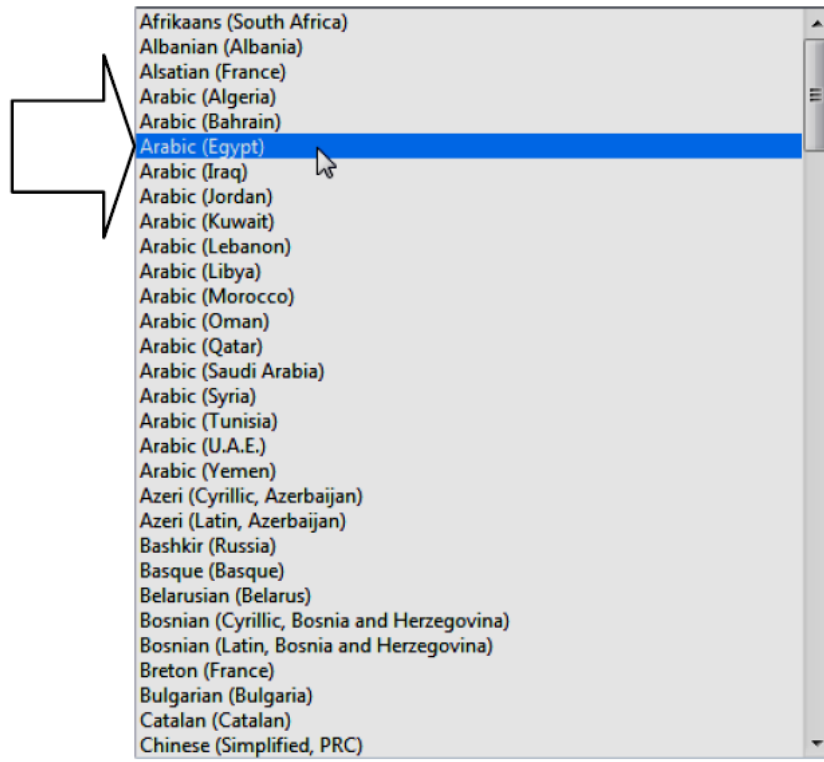 Afrikaans (South Africa)
Albanian (Albania)
Alsatian (France)
Arabic (Algeria)
Arabic (Bahrain)
Arabic (Egypt)
Arabic (Iraq)
Arabic (Jordan)
Arabic (Kuwait)
Arabic (Lebanon)
Arabic (Libya)
Arabic (Morocco)
Arabic (Oman)
Arabic (Qatar)
Arabic (Saudi Arabia)
Arabic (Syria)
Arabic (Tunisia)
Arabic (U.A.E.)
Arabic (Yemen)
Azeri (Cyrillic, Azerbaijan)
Azeri (Latin, Azerbaijan)
Bashkir (Russia)
Basque (Basque)
Belarusian (Belarus)
Bosnian (Cyrillic, Bosnia and Herzegovina)
Bosnian (Latin, Bosnia and Herzegovina)
Breton (France)
Bulgarian (Bulgaria)
Catalan (Catalan)
Chinese (Simplified, PRC)